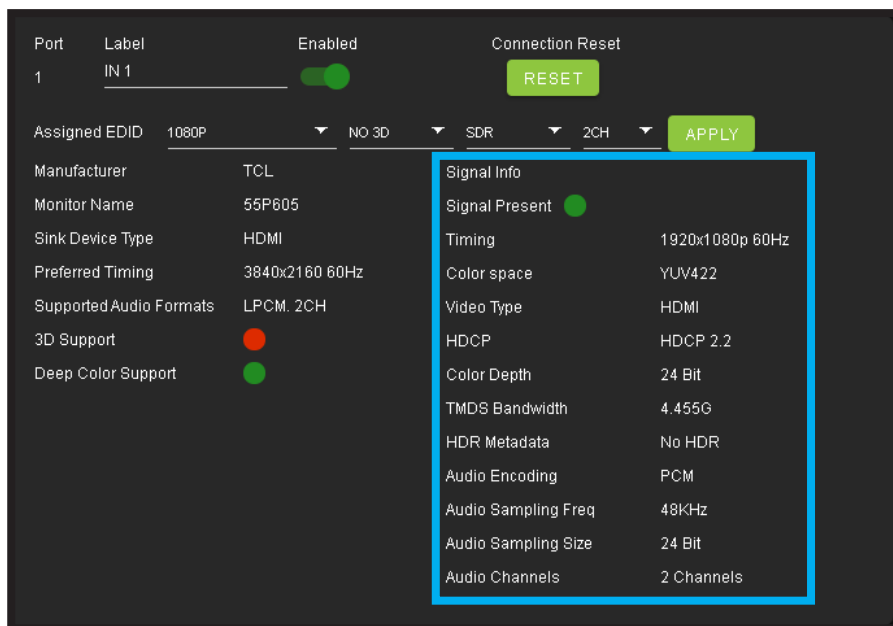 Port Label Enabled Connection Reset
1 IN 1 RESET
Assigned EDID 1080P NO 3D SDR 2CH APPLY
Manufacturer TCL
Monitor Name 55P605
Sink Device Type HDMI
Preferred Timing 3840x2160 60Hz
Supported Audio Formats LPCM. 2CH
3D Support
Deep Color Support
Signal Info
Signal Present
Timing 1920x1080p 60Hz
Color space YUV422
Video Type HDMI
HDCP HDCP 2.2
Color Depth 24 Bit
TMDS Bandwidth 4.455G
HDR Metadata No HDR
Audio Encoding PCM
Audio Sampling Freq 48KHz
Audio Sampling Size 24 Bit
Audio Channels 2 Channels